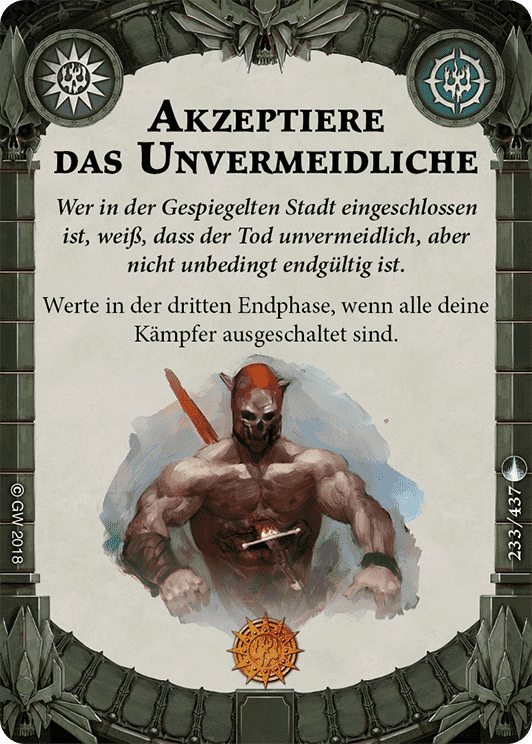 Akzeptiere
das Unvermeidliche
Wer in der Gespiegelten Stadt eingeschlossen
ist, weiß, dass der Tod unvermeidlich, aber
nicht unbedingt endgültig ist.
Werte in der dritten Endphase, wenn alle deine
Kämpfer ausgeschaltet sind.
© GW 2018
233/437